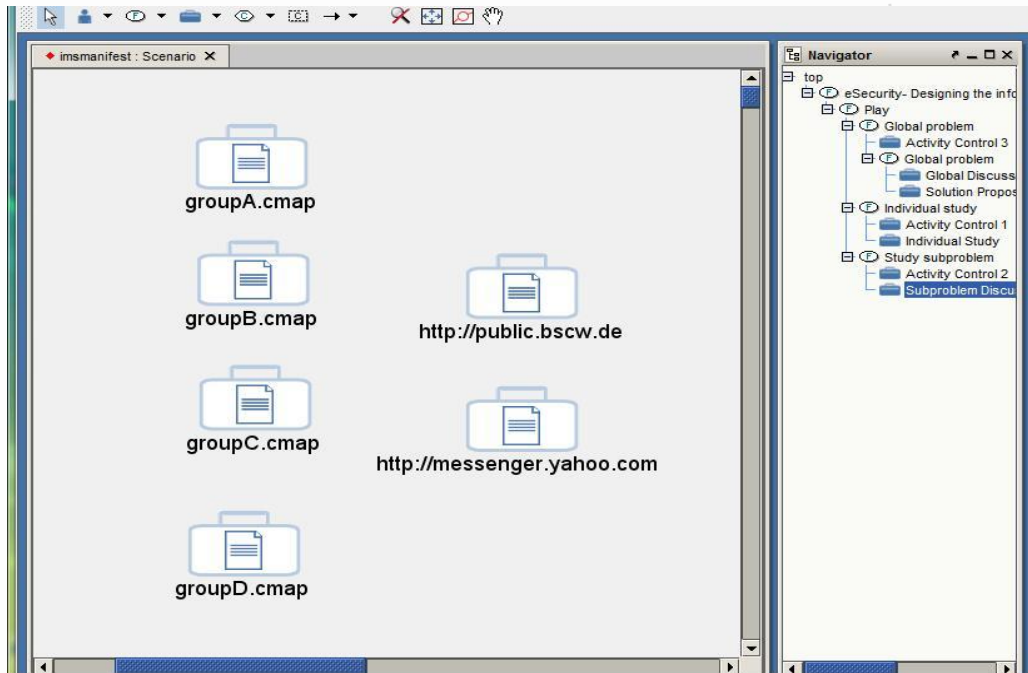 imsmanifest : Scenario
groupA.cmap
groupB.cmap
groupC.cmap
groupD.cmap
http://public.bscw.de
http://messenger.yahoo.com
Navigator
top
eSecurity- Designing the info
Play
Global problem
Activity Control 3
Global problem
Global Discuss
Solution Propos
Individual study
Activity Control 1
Individual Study
Study subproblem
Activity Control 2
Subproblem Discu